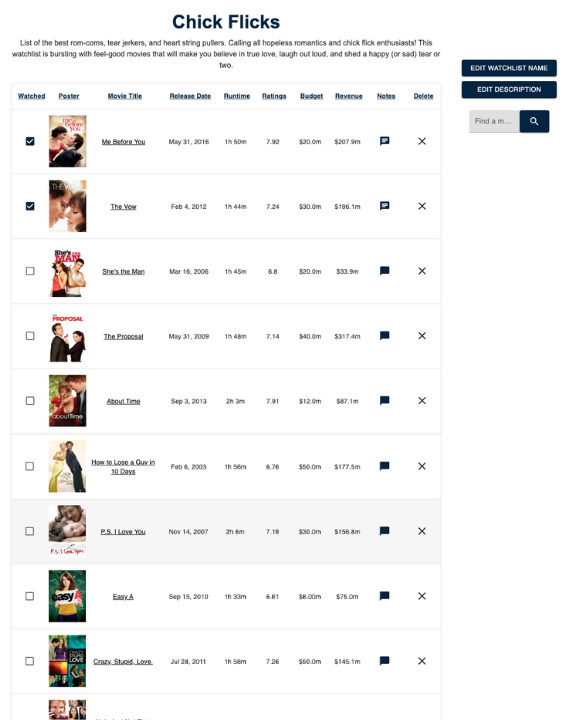 Chick Flicks
List of the best rom-coms, tear jerkers, and heart string pullers. Calling all hopeless romantics and chick flick enthusiasts! This
watchlist is bursting with feel-good movies that will make you believe in true love, laugh out loud, and shed a happy (or sad) tear or
two.
EDIT WATCHLIST NAME
EDIT DESCRIPTION
Find a m...
Watched Poster Movie Title Release Date Runtime Ratings Budget Revenue Notes Delete
me before you
Me Before You May 31, 2016 1h 50m 7.92 $20.0m $207.9m
THE VOW
The Vow Feb 4, 2012 1h 44m 7.24 $30.0m $196.1m
She's THE MAN
She's the Man Mar 16, 2006 1h 45m 6.8 $20.0m $33.9m
THE PROPOSAL
The Proposal May 31, 2009 1h 48m 7.14 $40.0m $317.4m
about Time
About Time Sep 3, 2013 2h 3m 7.91 $12.0m $87.1m
How to Lose a Guy in
10 Days Feb 6, 2003 1h 56m 6.76 $50.0m $177.5m
P.S. I Love You
P.S. I Love You Nov 14, 2007 2h 6m 7.19 $30.0m $156.8m
easy A
Easy A Sep 15, 2010 1h 33m 6.81 $8.00m $75.0m
CRAZY STUPID LOVE
Crazy, Stupid, Love. Jul 28, 2011 1h 58m 7.26 $50.0m $145.1m